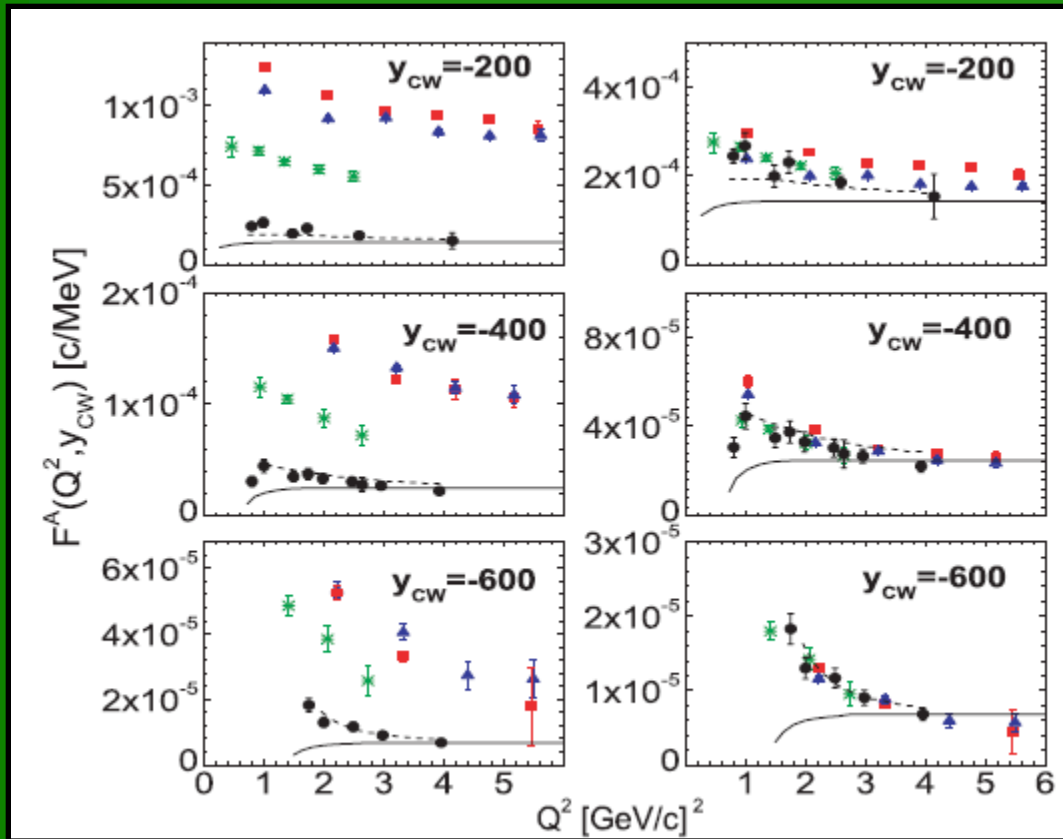 F^A(Q², y_CW) [c/MeV]
y_CW=-200
1x10⁻³
5x10⁻⁴
0
y_CW=-200
4x10⁻⁴
2x10⁻⁴
0
2x10⁻⁴
y_CW=-400
1x10⁻⁴
0
y_CW=-400
8x10⁻⁵
4x10⁻⁵
0
6x10⁻⁵
y_CW=-600
4x10⁻⁵
2x10⁻⁵
0
3x10⁻⁵
y_CW=-600
2x10⁻⁵
1x10⁻⁵
0
0 1 2 3 4 5
1 2 3 4 5 6
Q² [GeV/c]²